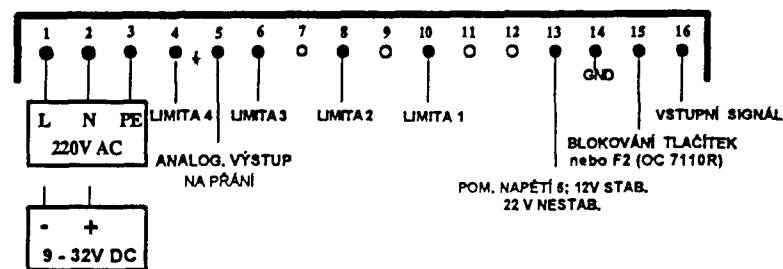 1 2 3 4 5 6 7 8 9 10 11 12 13 14 15 16
GND
L N PE
220V AC
LIMITA 4
LIMITA 3
LIMITA 2
LIMITA 1
VSTUPNÍ SIGNÁL
ANALOG. VÝSTUP
NA PŘÁNÍ
BLOKOVÁNÍ TLAČÍTEK
nebo F2 (OC 7110R)
POM. NAPĚTÍ 5; 12V STAB.
22 V NESTAB.
- +
9 - 32V DC